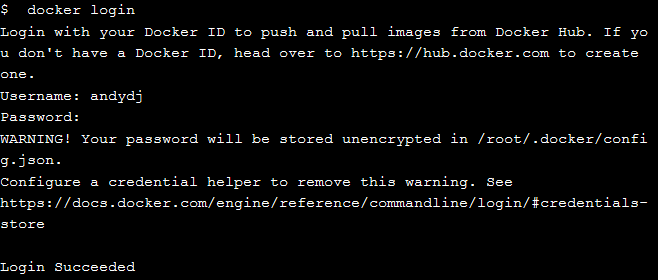 $  docker login
Login with your Docker ID to push and pull images from Docker Hub. If yo
u don't have a Docker ID, head over to https://hub.docker.com to create
one.
Username: andydj
Password:
WARNING! Your password will be stored unencrypted in /root/.docker/confi
g.json.
Configure a credential helper to remove this warning. See
https://docs.docker.com/engine/reference/commandline/login/#credentials-
store
Login Succeeded